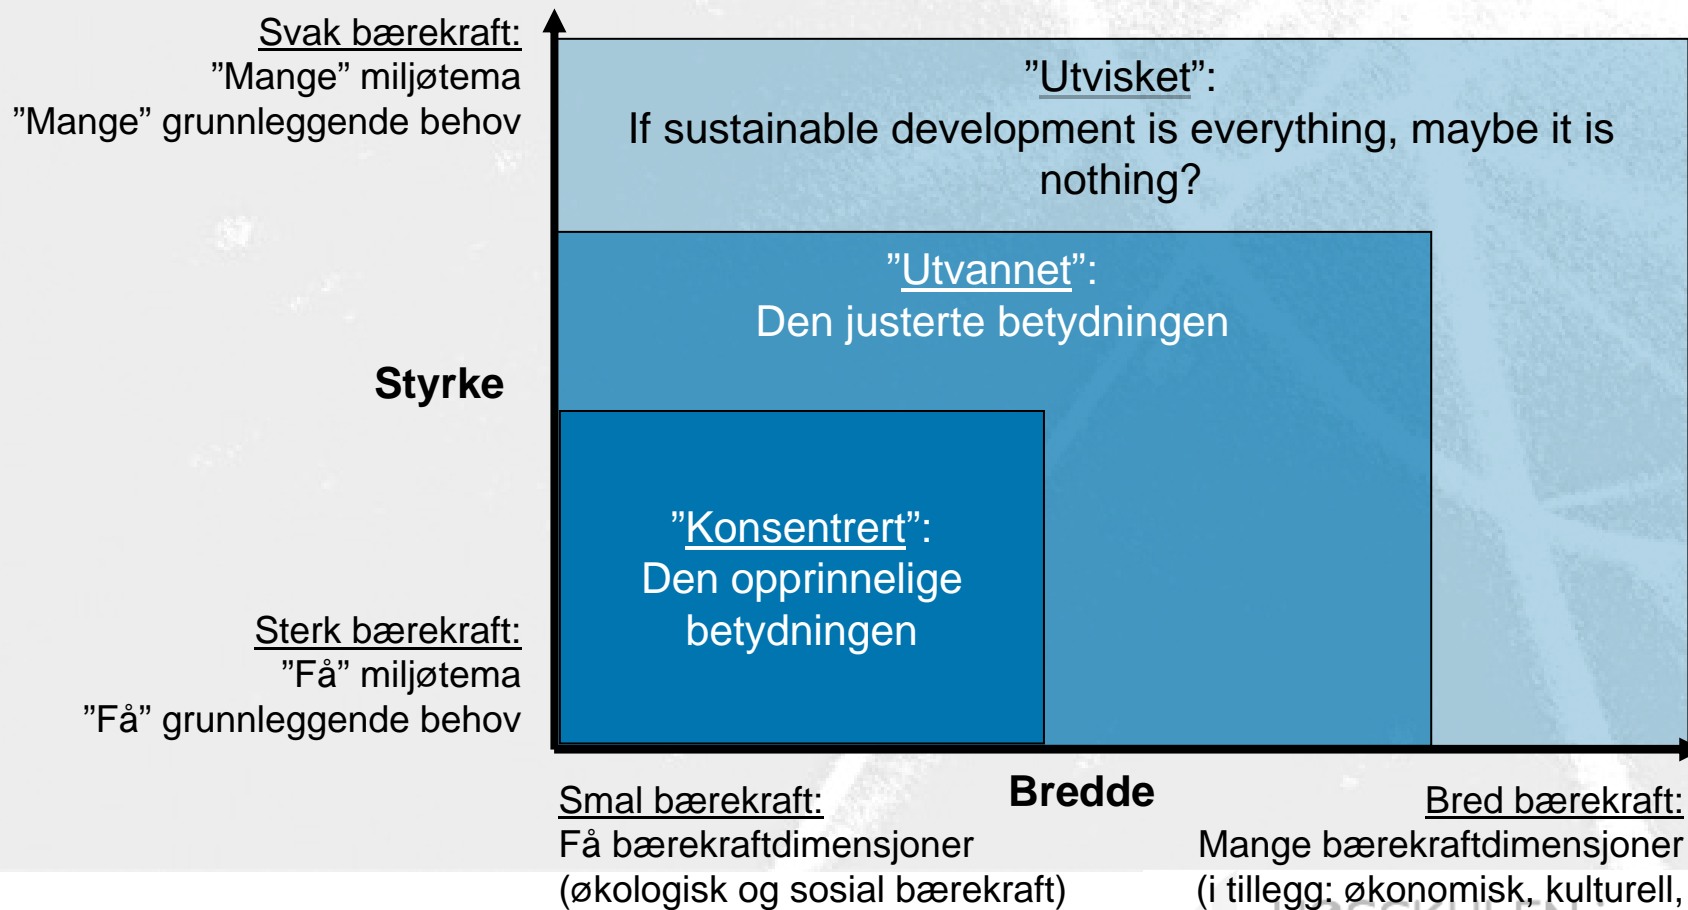 Svak bærekraft:
”Mange” miljøtema
”Mange” grunnleggende behov
”Utvisket”:
If sustainable development is everything, maybe it is
nothing?
”Utvannet”:
Den justerte betydningen
Styrke
”Konsentrert”:
Den opprinnelige
betydningen
Sterk bærekraft:
”Få” miljøtema
”Få” grunnleggende behov
Bredde
Smal bærekraft:
Få bærekraftdimensjoner
(økologisk og sosial bærekraft)
Bred bærekraft:
Mange bærekraftdimensjoner
(i tillegg: økonomisk, kulturell,